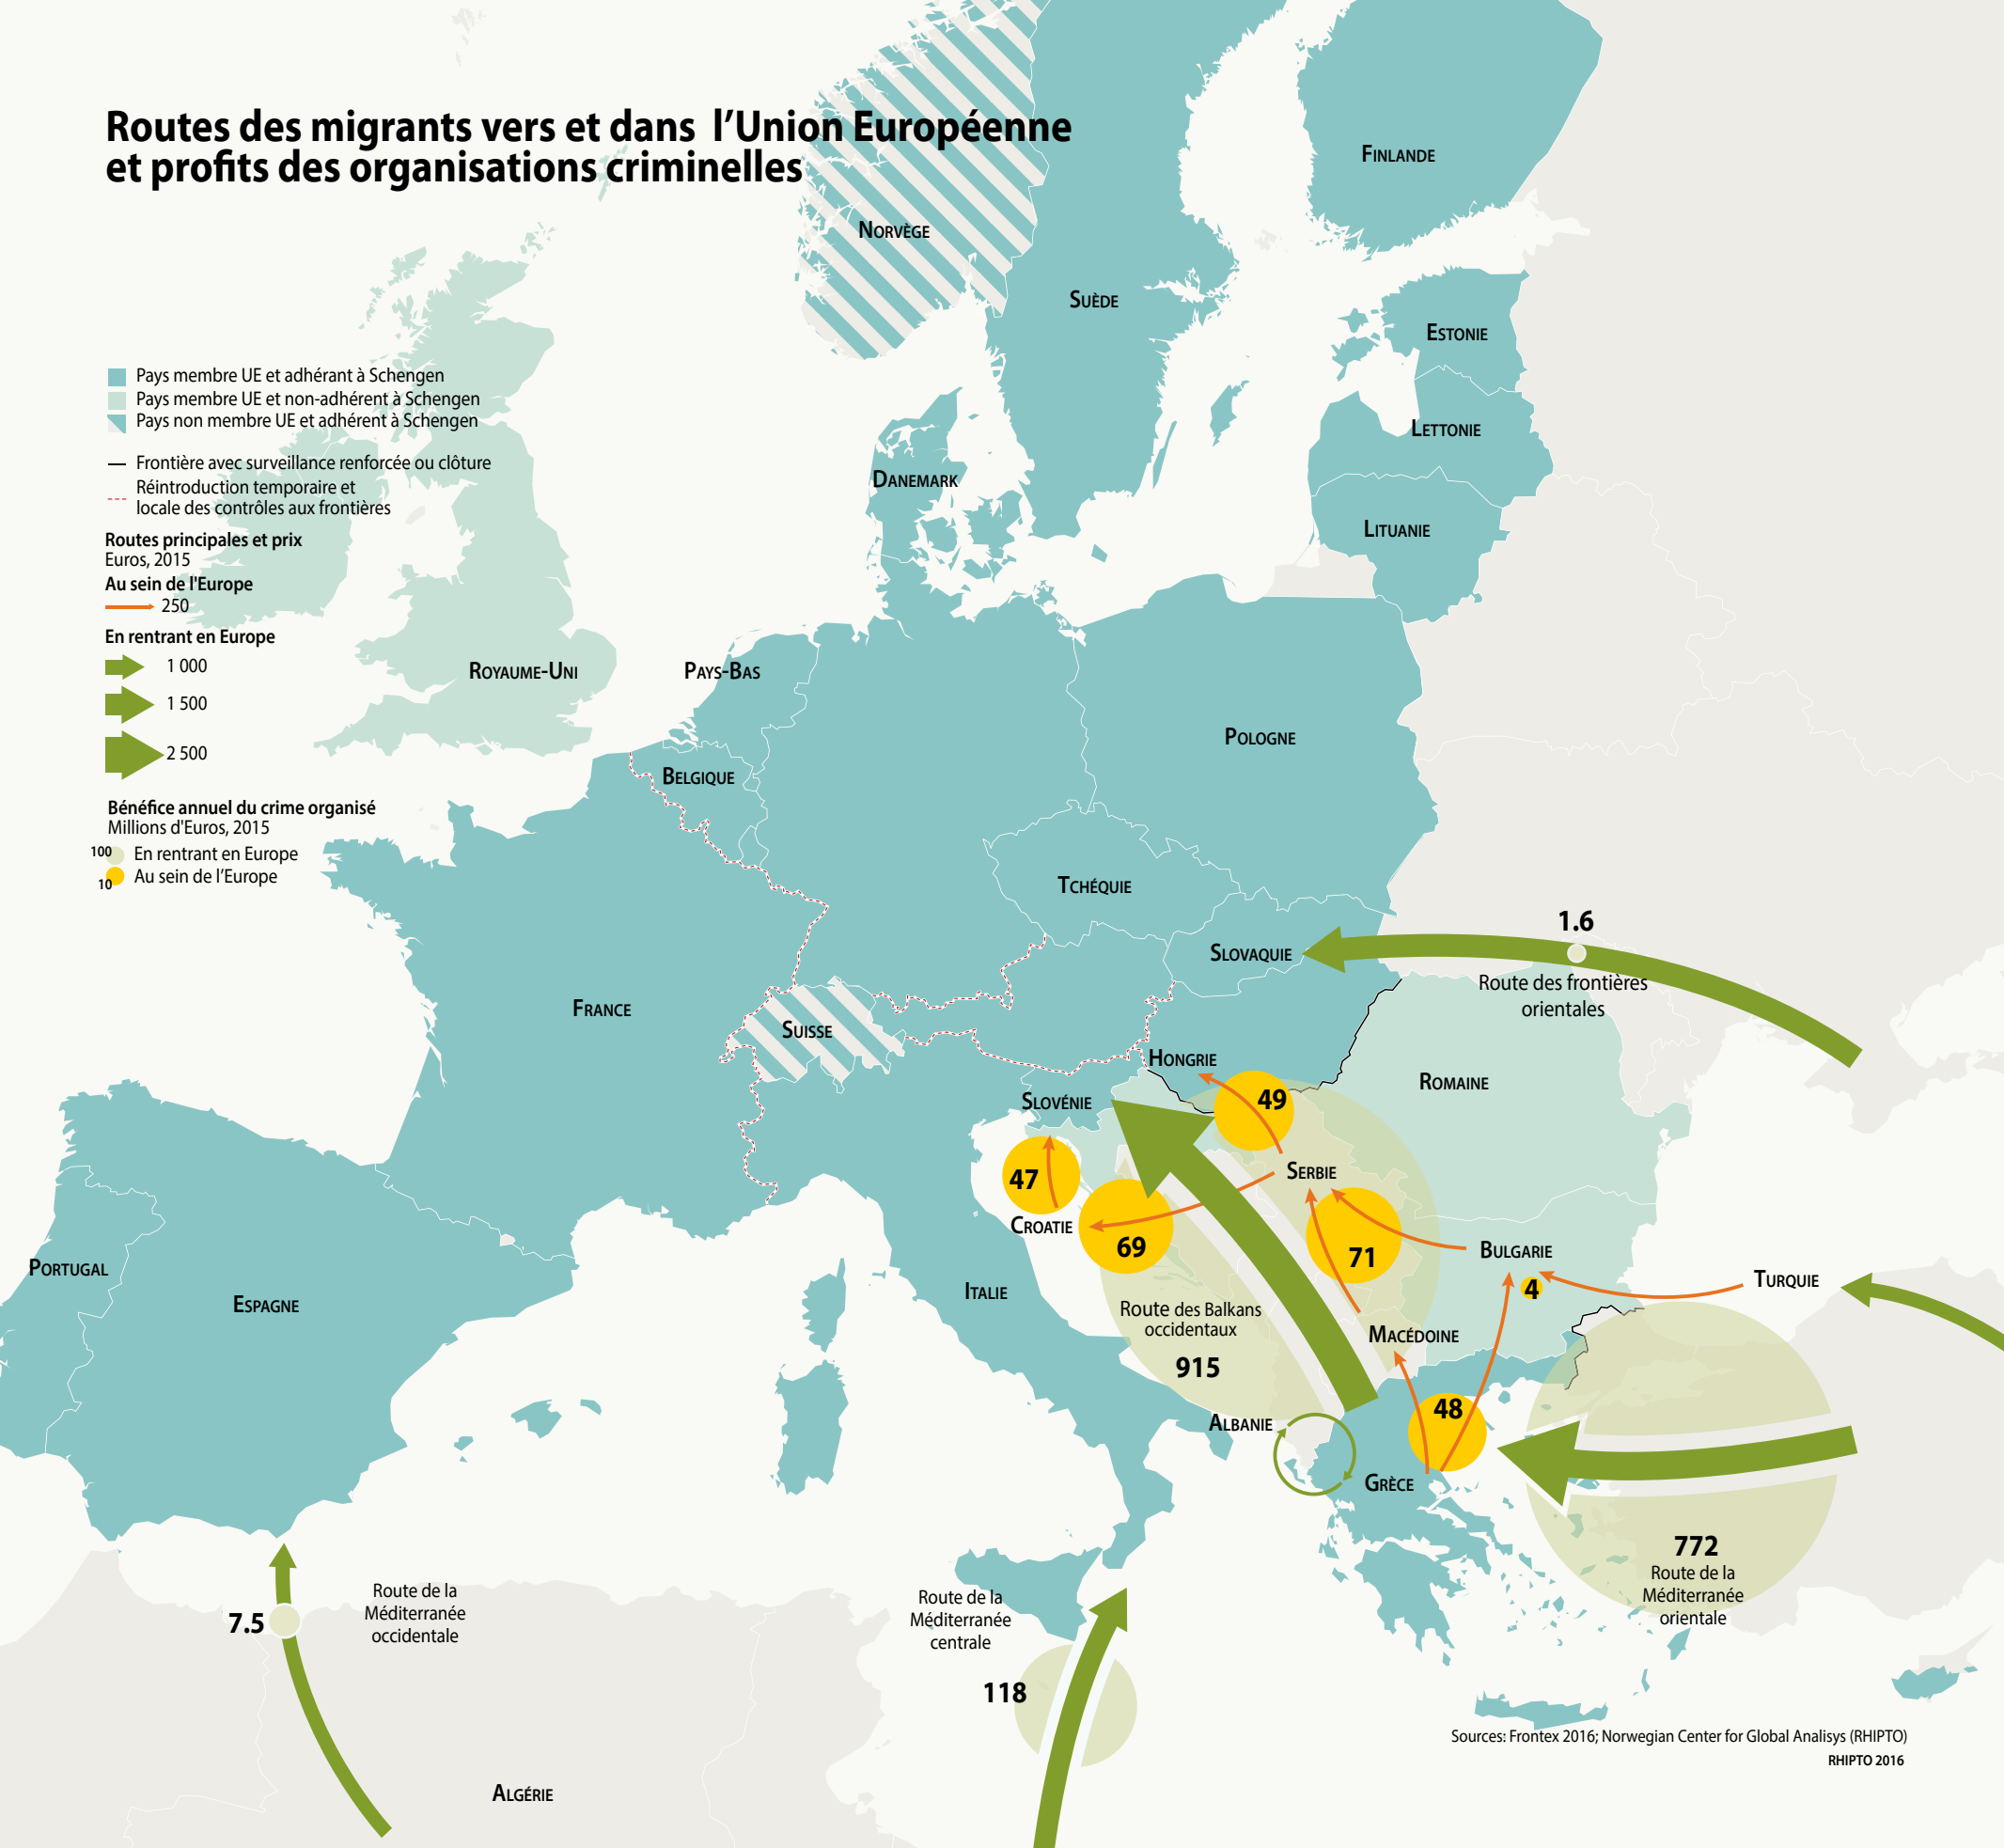 Routes des migrants vers et dans l'Union Européenne
et profits des organisations criminelles
Pays membre UE et adhérant à Schengen
Pays membre UE et non-adhérent à Schengen
Pays non membre UE et adhérent à Schengen
Frontière avec surveillance renforcée ou clôture
Réintroduction temporaire et
locale des contrôles aux frontières
Routes principales et prix
Euros, 2015
Au sein de l'Europe
250
En rentrant en Europe
1 000
1 500
2 500
Bénéfice annuel du crime organisé
Millions d'Euros, 2015
100
En rentrant en Europe
10
Au sein de l'Europe
Finlande
Norvège
Suède
Estonie
Lettonie
Danemark
Lituanie
Royaume-Uni
Pays-Bas
Pologne
Belgique
Tchéquie
1.6
Slovaquie
Route des frontières
orientales
France
Suisse
Hongrie
Romaine
Slovénie
49
47
Serbie
Croatie
69
71
Bulgarie
Portugal
Espagne
Italie
4
Turquie
Route des Balkans
occidentaux
915
Macédoine
Albanie
48
Grèce
772
Route de la
Méditerranée
orientale
Route de la
Méditerranée
occidentale
7.5
Route de la
Méditerranée
centrale
118
Algérie
Sources: Frontex 2016; Norwegian Center for Global Analisys (RHIPTO)
RHIPTO 2016